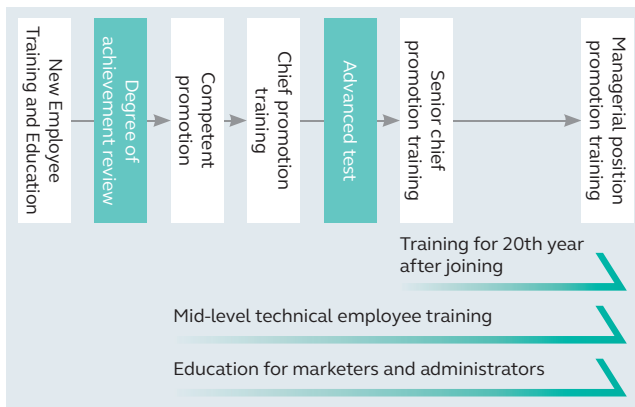 New Employee
Training and Education
Degree of
achievement review
Competent
promotion
Chief promotion
training
Advanced test
Senior chief
promotion training
Managerial position
promotion training
Training for 20th year
after joining
Mid-level technical employee training
Education for marketers and administrators